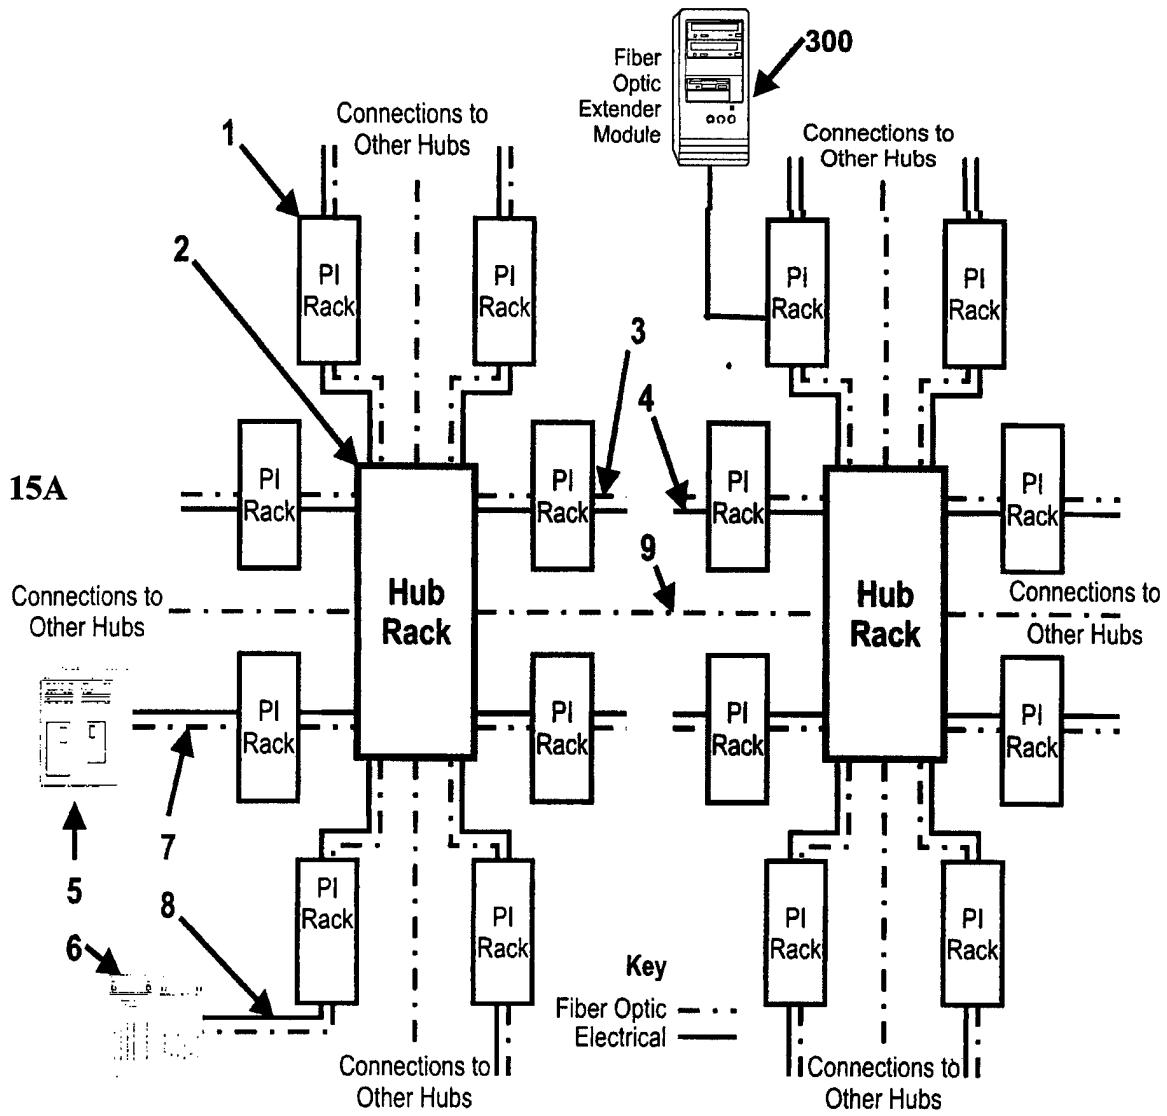 300
Fiber
Optic
Extender
Module
Connections to
Other Hubs
Connections to
Other Hubs
1
2
PI
Rack
PI
Rack
PI
Rack
PI
Rack
3
4
15A
PI
Rack
PI
Rack
PI
Rack
PI
Rack
9
Connections to
Other Hubs
Hub
Rack
Hub
Rack
Connections to
Other Hubs
PI
Rack
PI
Rack
PI
Rack
PI
Rack
7
5
8
6
PI
Rack
PI
Rack
PI
Rack
PI
Rack
Key
Fiber Optic
Electrical
Connections to
Other Hubs
Connections to
Other Hubs